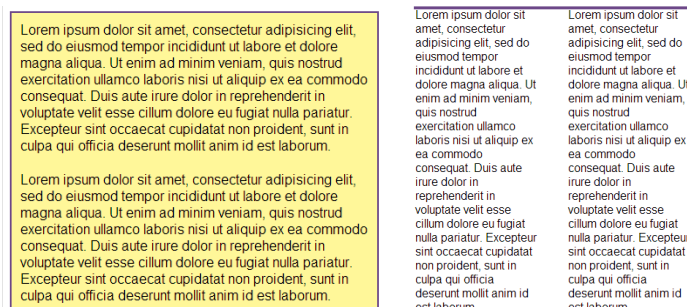 Lorem ipsum dolor sit amet, consectetur adipisicing elit,
sed do eiusmod tempor incididunt ut labore et dolore
magna aliqua. Ut enim ad minim veniam, quis nostrud
exercitation ullamco laboris nisi ut aliquip ex ea commodo
consequat. Duis aute irure dolor in reprehenderit in
voluptate velit esse cillum dolore eu fugiat nulla pariatur.
Excepteur sint occaecat cupidatat non proident, sunt in
culpa qui officia deserunt mollit anim id est laborum.
Lorem ipsum dolor sit amet, consectetur adipisicing elit,
sed do eiusmod tempor incididunt ut labore et dolore
magna aliqua. Ut enim ad minim veniam, quis nostrud
exercitation ullamco laboris nisi ut aliquip ex ea commodo
consequat. Duis aute irure dolor in reprehenderit in
voluptate velit esse cillum dolore eu fugiat nulla pariatur.
Excepteur sint occaecat cupidatat non proident, sunt in
culpa qui officia deserunt mollit anim id est laborum.
Lorem ipsum dolor sit
amet, consectetur
adipisicing elit, sed do
eiusmod tempor
incididunt ut labore et
dolore magna aliqua. Ut
enim ad minim veniam,
quis nostrud
exercitation ullamco
laboris nisi ut aliquip ex
ea commodo
consequat. Duis aute
irure dolor in
reprehenderit in
voluptate velit esse
cillum dolore eu fugiat
nulla pariatur. Excepteur
sint occaecat cupidatat
non proident, sunt in
culpa qui officia
deserunt mollit anim id
est laborum.
Lorem ipsum dolor sit
amet, consectetur
adipisicing elit, sed do
eiusmod tempor
incididunt ut labore et
dolore magna aliqua. Ut
enim ad minim veniam,
quis nostrud
exercitation ullamco
laboris nisi ut aliquip ex
ea commodo
consequat. Duis aute
irure dolor in
reprehenderit in
voluptate velit esse
cillum dolore eu fugiat
nulla pariatur. Excepteur
sint occaecat cupidatat
non proident, sunt in
culpa qui officia
deserunt mollit anim id
est laborum.